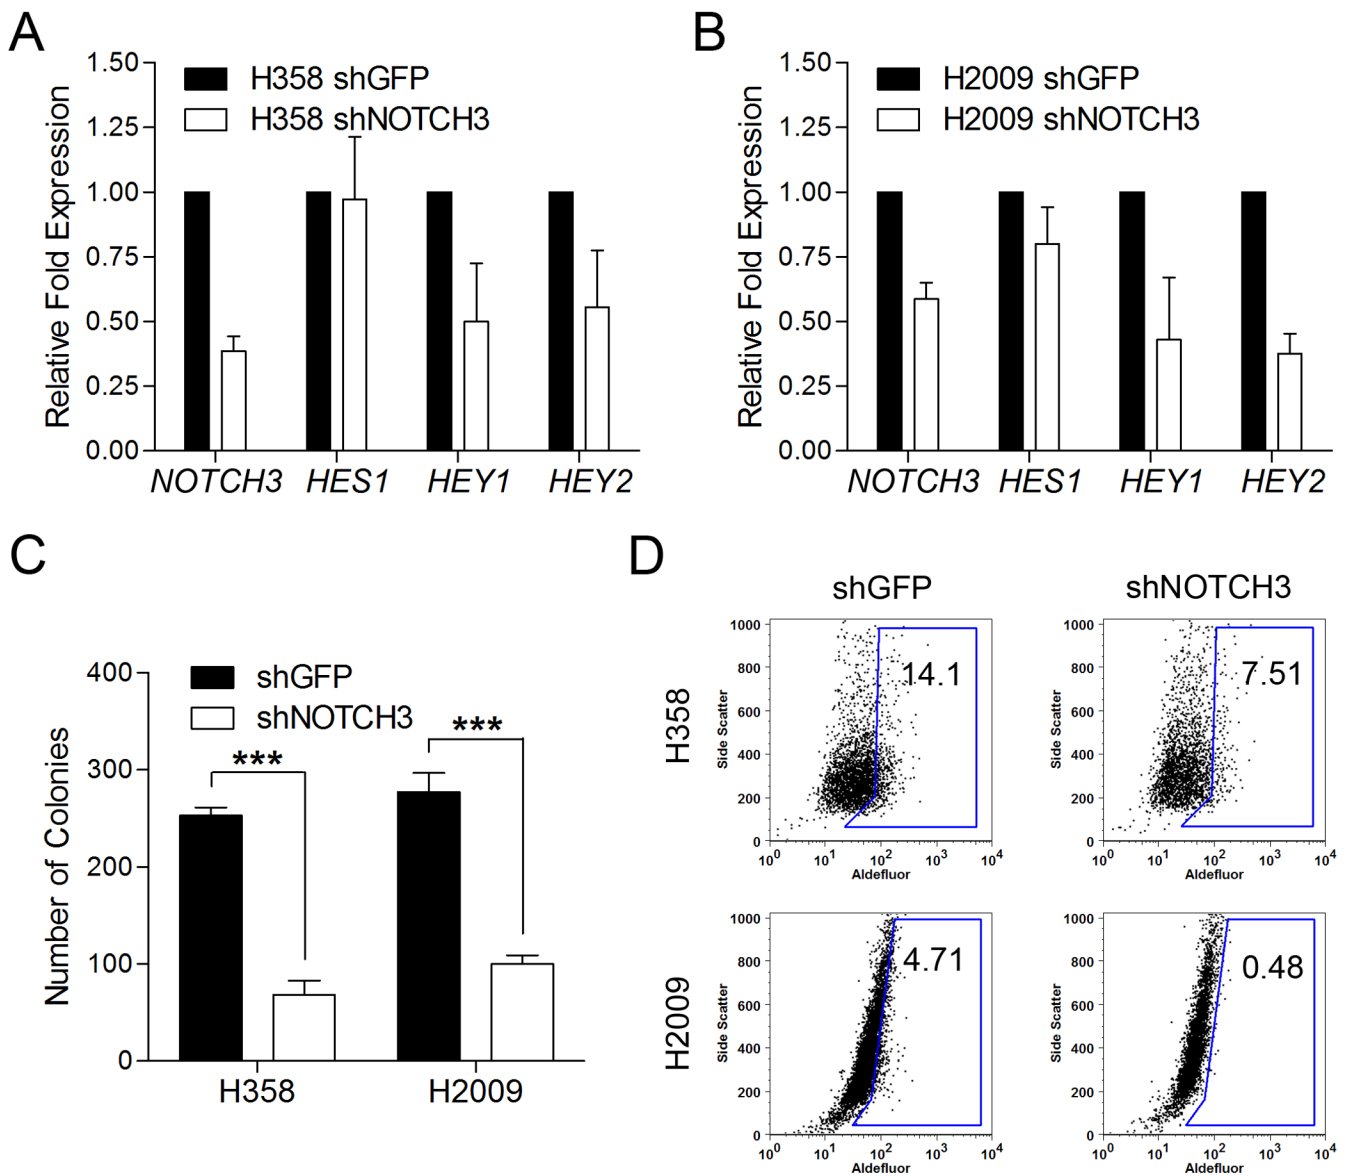 A
1.50
1.25
1.00
0.75
0.50
0.25
0.00
Relative Fold Expression
H358 shGFP
H358 shNOTCH3
NOTCH3 HES1 HEY1 HEY2
B
1.50
1.25
1.00
0.75
0.50
0.25
0.00
Relative Fold Expression
H2009 shGFP
H2009 shNOTCH3
NOTCH3 HES1 HEY1 HEY2
C
400
300
200
100
0
Number of Colonies
shGFP
shNOTCH3
***
***
H358 H2009
D
shGFP shNOTCH3
H358
1000
800
600
400
200
0
Side Scatter
14.1
10^0 10^1 10^2 10^3 10^4
Aldefluor
1000
800
600
400
200
0
Side Scatter
7.51
10^0 10^1 10^2 10^3 10^4
Aldefluor
H2009
1000
800
600
400
200
0
Side Scatter
4.71
10^0 10^1 10^2 10^3 10^4
Aldefluor
1000
800
600
400
200
0
Side Scatter
0.48
10^0 10^1 10^2 10^3 10^4
Aldefluor